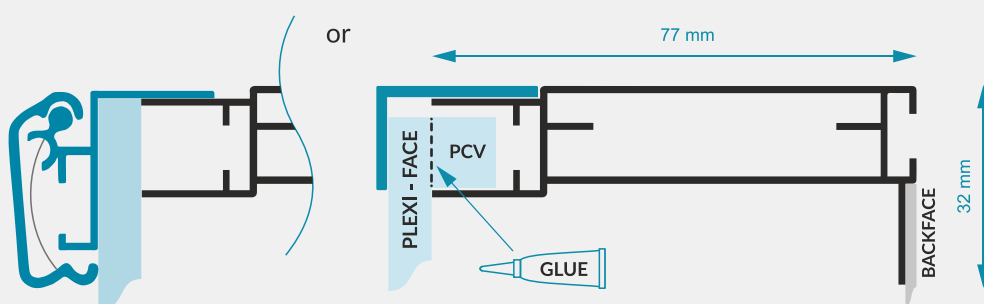 or
77 mm
PLEXI - FACE
PCV
GLUE
BACKFACE
32 mm